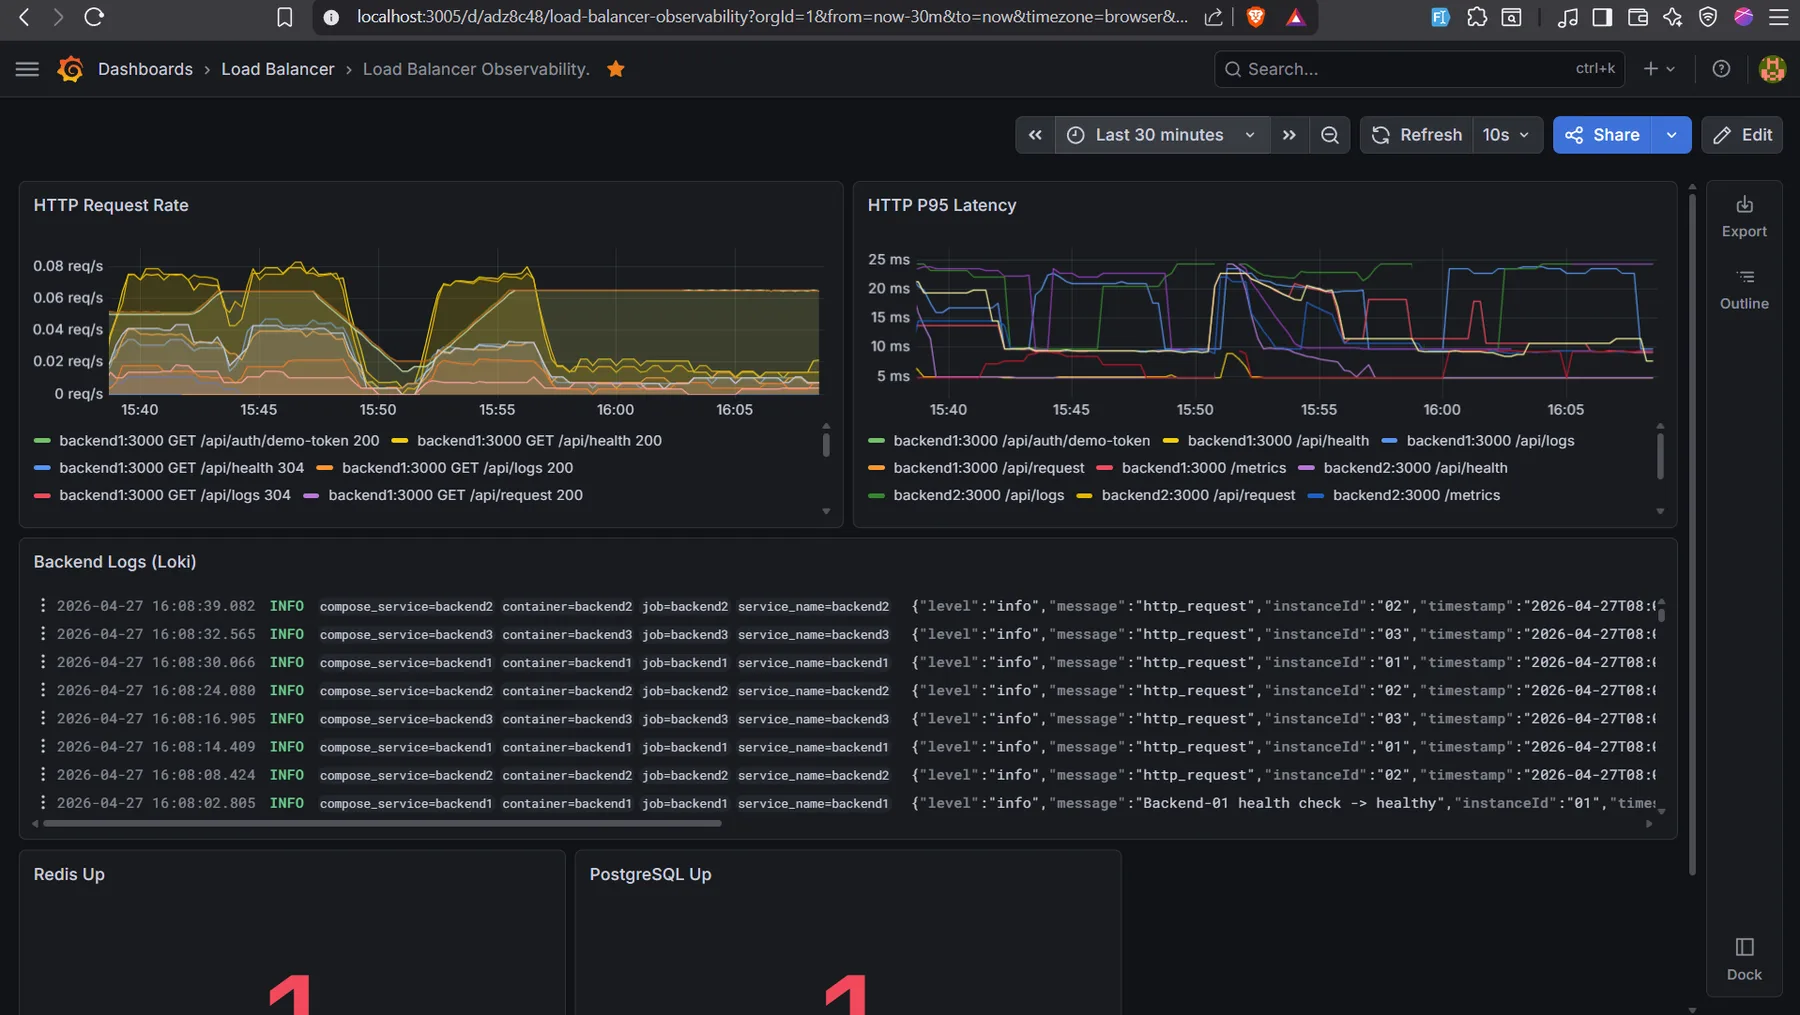 localhost:3005/d/adz8c48/load-balancer-observability?orgId=1&from=now-30m&to=now&timezone=browser&...
Dashboards › Load Balancer › Load Balancer Observability.
Search... ctrl+k
Last 30 minutes
Refresh 10s
Share
Edit
HTTP Request Rate
0.08 req/s
0.06 req/s
0.04 req/s
0.02 req/s
0 req/s
15:40 15:45 15:50 15:55 16:00 16:05
backend1:3000 GET /api/auth/demo-token 200 backend1:3000 GET /api/health 200
backend1:3000 GET /api/health 304 backend1:3000 GET /api/logs 200
backend1:3000 GET /api/logs 304 backend1:3000 GET /api/request 200
HTTP P95 Latency
25 ms
20 ms
15 ms
10 ms
5 ms
15:40 15:45 15:50 15:55 16:00 16:05
backend1:3000 /api/auth/demo-token backend1:3000 /api/health backend1:3000 /api/logs
backend1:3000 /api/request backend1:3000 /metrics backend2:3000 /api/health
backend2:3000 /api/logs backend2:3000 /api/request backend2:3000 /metrics
Export
Outline
Backend Logs (Loki)
2026-04-27 16:08:39.082 INFO compose_service=backend2 container=backend2 job=backend2 service_name=backend2 {"level":"info","message":"http_request","instanceId":"02","timestamp":"2026-04-27T08:
2026-04-27 16:08:32.565 INFO compose_service=backend3 container=backend3 job=backend3 service_name=backend3 {"level":"info","message":"http_request","instanceId":"03","timestamp":"2026-04-27T08:
2026-04-27 16:08:30.066 INFO compose_service=backend1 container=backend1 job=backend1 service_name=backend1 {"level":"info","message":"http_request","instanceId":"01","timestamp":"2026-04-27T08:
2026-04-27 16:08:24.080 INFO compose_service=backend2 container=backend2 job=backend2 service_name=backend2 {"level":"info","message":"http_request","instanceId":"02","timestamp":"2026-04-27T08:
2026-04-27 16:08:16.905 INFO compose_service=backend3 container=backend3 job=backend3 service_name=backend3 {"level":"info","message":"http_request","instanceId":"03","timestamp":"2026-04-27T08:
2026-04-27 16:08:14.409 INFO compose_service=backend1 container=backend1 job=backend1 service_name=backend1 {"level":"info","message":"http_request","instanceId":"01","timestamp":"2026-04-27T08:
2026-04-27 16:08:08.424 INFO compose_service=backend2 container=backend2 job=backend2 service_name=backend2 {"level":"info","message":"http_request","instanceId":"02","timestamp":"2026-04-27T08:
2026-04-27 16:08:02.805 INFO compose_service=backend1 container=backend1 job=backend1 service_name=backend1 {"level":"info","message":"Backend-01 health check -> healthy","instanceId":"01","times
Redis Up
1
PostgreSQL Up
1
Dock